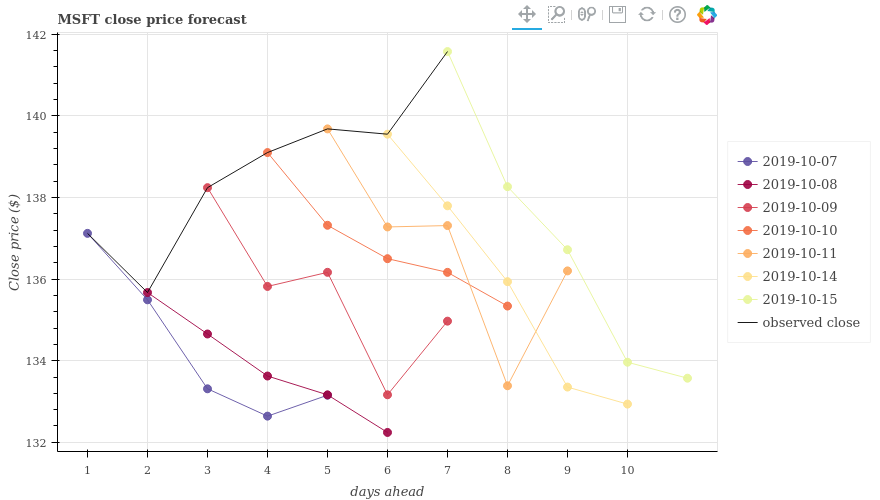 MSFT close price forecast
142
140
138
136
134
132
Close price ($)
1 2 3 4 5 6 7 8 9 10
days ahead
2019-10-07
2019-10-08
2019-10-09
2019-10-10
2019-10-11
2019-10-14
2019-10-15
observed close